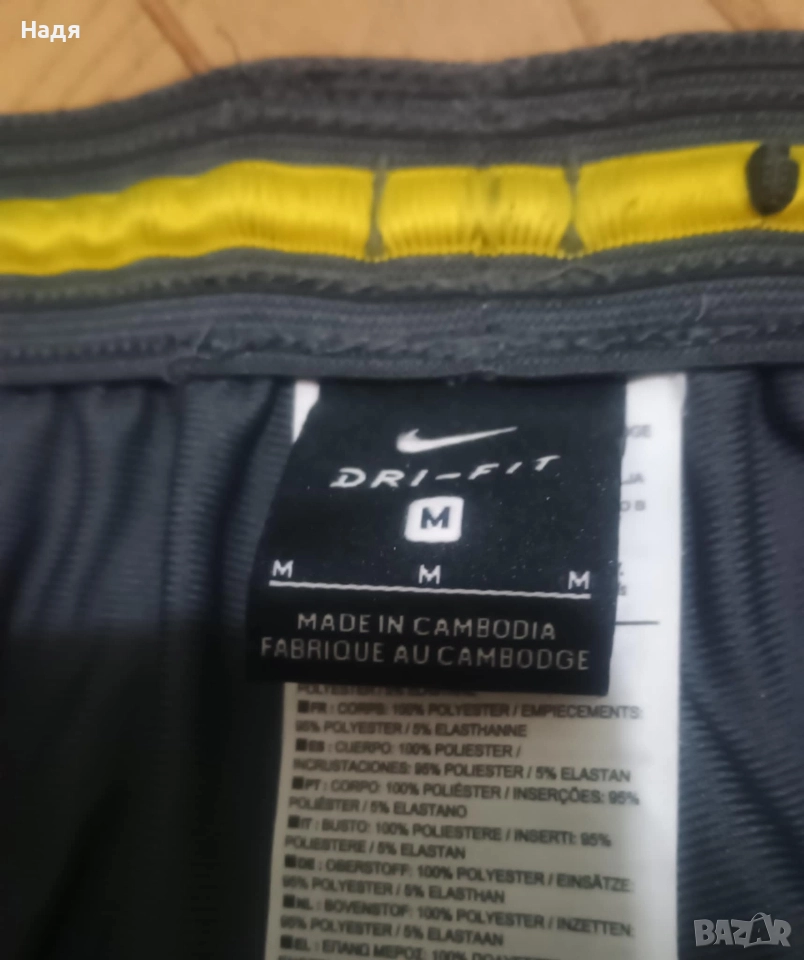 Надя
DRI-FIT
M
M M M
MADE IN CAMBODIA
FABRIQUE AU CAMBODGE
POLYESTER / 5%
FR : CORPS: 100% POLYESTER / EMPIECEMENTS:
95% POLYESTER / 5% ELASTHANNE
ES : CUERPO: 100% POLIESTER /
INCRUSTACIONES: 95% POLIESTER / 5% ELASTAN
PT : CORPO: 100% POLIÉSTER / INSERÇÕES: 95%
POLIÉSTER / 5% ELASTANO
IT : BUSTO: 100% POLIESTERE / INSERTI: 95%
POLIESTERE / 5% ELASTAN
DE : OBERSTOFF: 100% POLYESTER / EINSÄTZE:
95% POLYESTER / 5% ELASTHAN
NL : BOVENSTOF: 100% POLYESTER / INZETTEN:
95% POLYESTER / 5% ELASTAAN
EL : ΕΠΑΝΩ ΜΕΡΟΣ: 100%
BAZAR